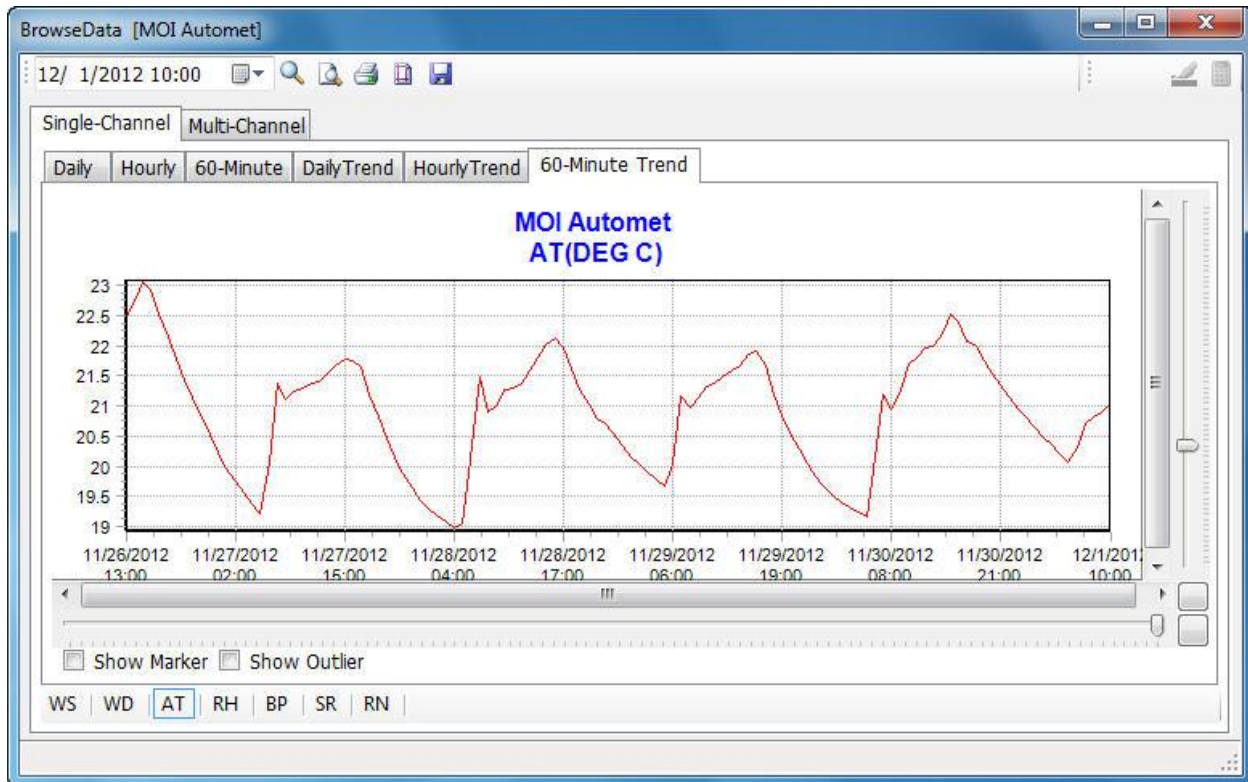 BrowseData [MOI Automet]
12/ 1/2012 10:00
Single-Channel Multi-Channel
Daily Hourly 60-Minute DailyTrend HourlyTrend 60-Minute Trend
MOI Automet
AT(DEG C)
23
22.5
22
21.5
21
20.5
20
19.5
19
11/26/2012 11/27/2012 11/27/2012 11/28/2012 11/28/2012 11/29/2012 11/29/2012 11/30/2012 11/30/2012 12/1/201
13:00 02:00 15:00 04:00 17:00 06:00 19:00 08:00 21:00 10:00
Show Marker Show Outlier
WS WD AT RH BP SR RN